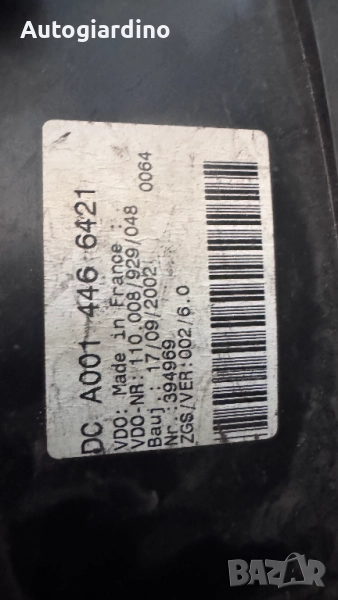 Autogiardino
DC A001 446 6421
VDO: Made in France :
VDO-NR: 110.008/929/048 0064
Bauj.: 17/09/2002
Nr.:394969
ZGS/VER:002/6.0
BAZAR